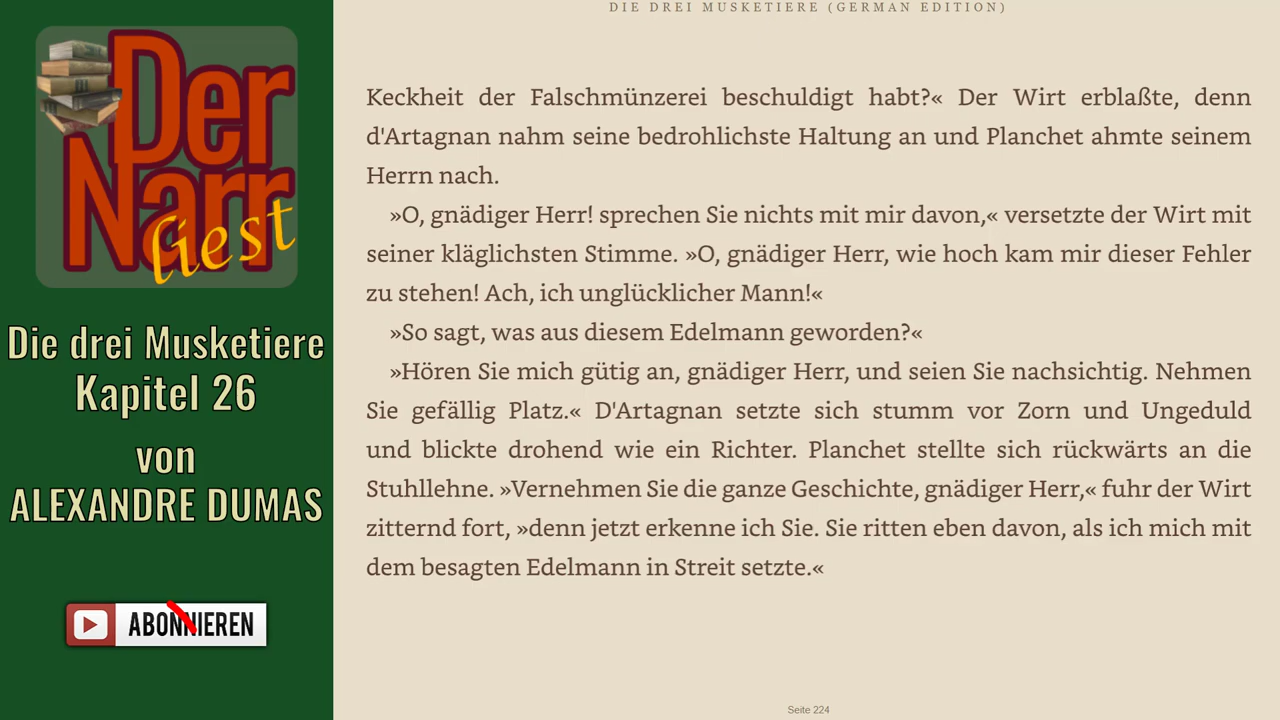 Der
Narr
liest
Die drei Musketiere
Kapitel 26
von
ALEXANDRE DUMAS
ABONNIEREN
DIE DREI MUSKETIERE (GERMAN EDITION)
Keckheit der Falschmünzerei beschuldigt habt?« Der Wirt erblaßte, denn
d'Artagnan nahm seine bedrohlichste Haltung an und Planchet ahmte seinem
Herrn nach.
»O, gnädiger Herr! sprechen Sie nichts mit mir davon,« versetzte der Wirt mit
seiner kläglichsten Stimme. »O, gnädiger Herr, wie hoch kam mir dieser Fehler
zu stehen! Ach, ich unglücklicher Mann!«
»So sagt, was aus diesem Edelmann geworden?«
»Hören Sie mich gütig an, gnädiger Herr, und seien Sie nachsichtig. Nehmen
Sie gefällig Platz.« D'Artagnan setzte sich stumm vor Zorn und Ungeduld
und blickte drohend wie ein Richter. Planchet stellte sich rückwärts an die
Stuhllehne. »Vernehmen Sie die ganze Geschichte, gnädiger Herr,« fuhr der Wirt
zitternd fort, »denn jetzt erkenne ich Sie. Sie ritten eben davon, als ich mich mit
dem besagten Edelmann in Streit setzte.«
Seite 224